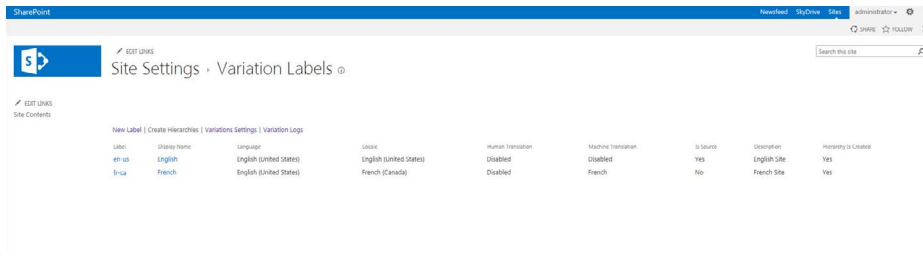 SharePoint Newsfeed SkyDrive Sites administrator
SHARE FOLLOW
EDIT LINKS
Search this site
Site Settings › Variation Labels
S
EDIT LINKS
Site Contents
New Label | Create Hierarchies | Variations Settings | Variation Logs
Label Display Name Language Locale Human Translation Machine Translation Is Source Description Hierarchy Is Created
en-us English English (United States) English (United States) Disabled Disabled Yes English Site Yes
fr-ca French English (United States) French (Canada) Disabled French No French Site Yes